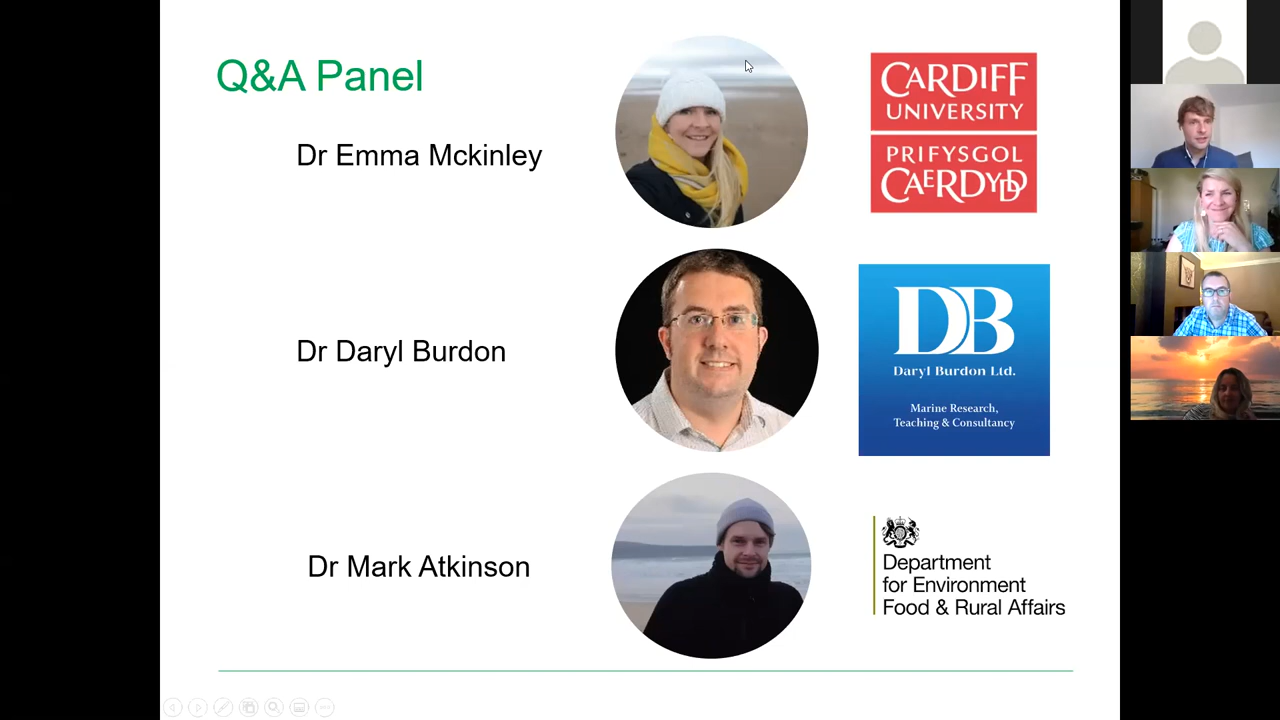 Q&A Panel
Dr Emma Mckinley
CARDIFF
UNIVERSITY
PRIFYSGOL
CAERDYDD
Dr Daryl Burdon
DB
Daryl Burdon Ltd.
Marine Research,
Teaching & Consultancy
Dr Mark Atkinson
Department
for Environment
Food & Rural Affairs